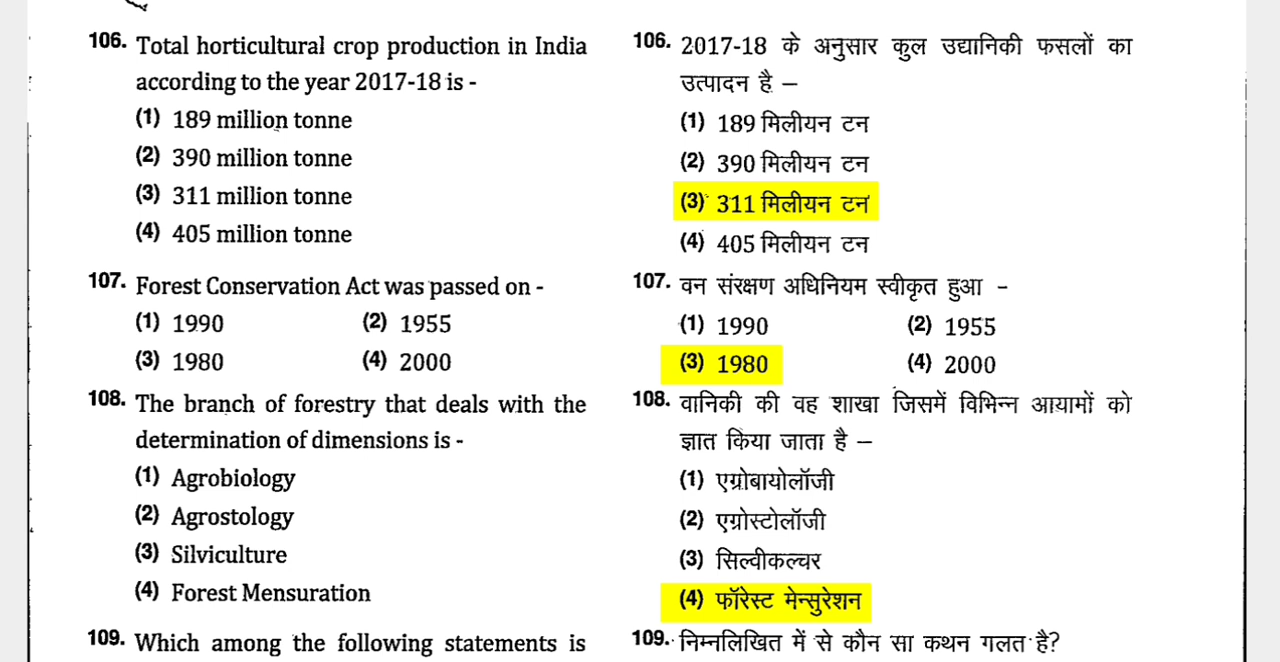 106. Total horticultural crop production in India
according to the year 2017-18 is -
(1) 189 million tonne
(2) 390 million tonne
(3) 311 million tonne
(4) 405 million tonne
107. Forest Conservation Act was passed on -
(1) 1990 (2) 1955
(3) 1980 (4) 2000
108. The branch of forestry that deals with the
determination of dimensions is -
(1) Agrobiology
(2) Agrostology
(3) Silviculture
(4) Forest Mensuration
109. Which among the following statements is
106. 2017-18 के अनुसार कुल उद्यानिकी फसलों का
उत्पादन है –
(1) 189 मिलीयन टन
(2) 390 मिलीयन टन
(3) 311 मिलीयन टन
(4) 405 मिलीयन टन
107. वन संरक्षण अधिनियम स्वीकृत हुआ -
(1) 1990 (2) 1955
(3) 1980 (4) 2000
108. वानिकी की वह शाखा जिसमें विभिन्न आयामों को
ज्ञात किया जाता है –
(1) एग्रोबायोलॉजी
(2) एग्रोस्टोलॉजी
(3) सिल्वीकल्चर
(4) फॉरेस्ट मेन्सुरेशन
109. निम्नलिखित में से कौन सा कथन गलत है?